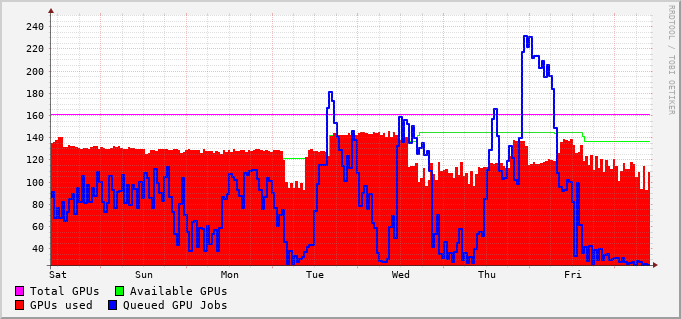 RRDTOOL / TOBI OETIKER
240
220
200
180
160
140
120
100
80
60
40
Sat Sun Mon Tue Wed Thu Fri
Total GPUs Available GPUs
GPUs used Queued GPU Jobs